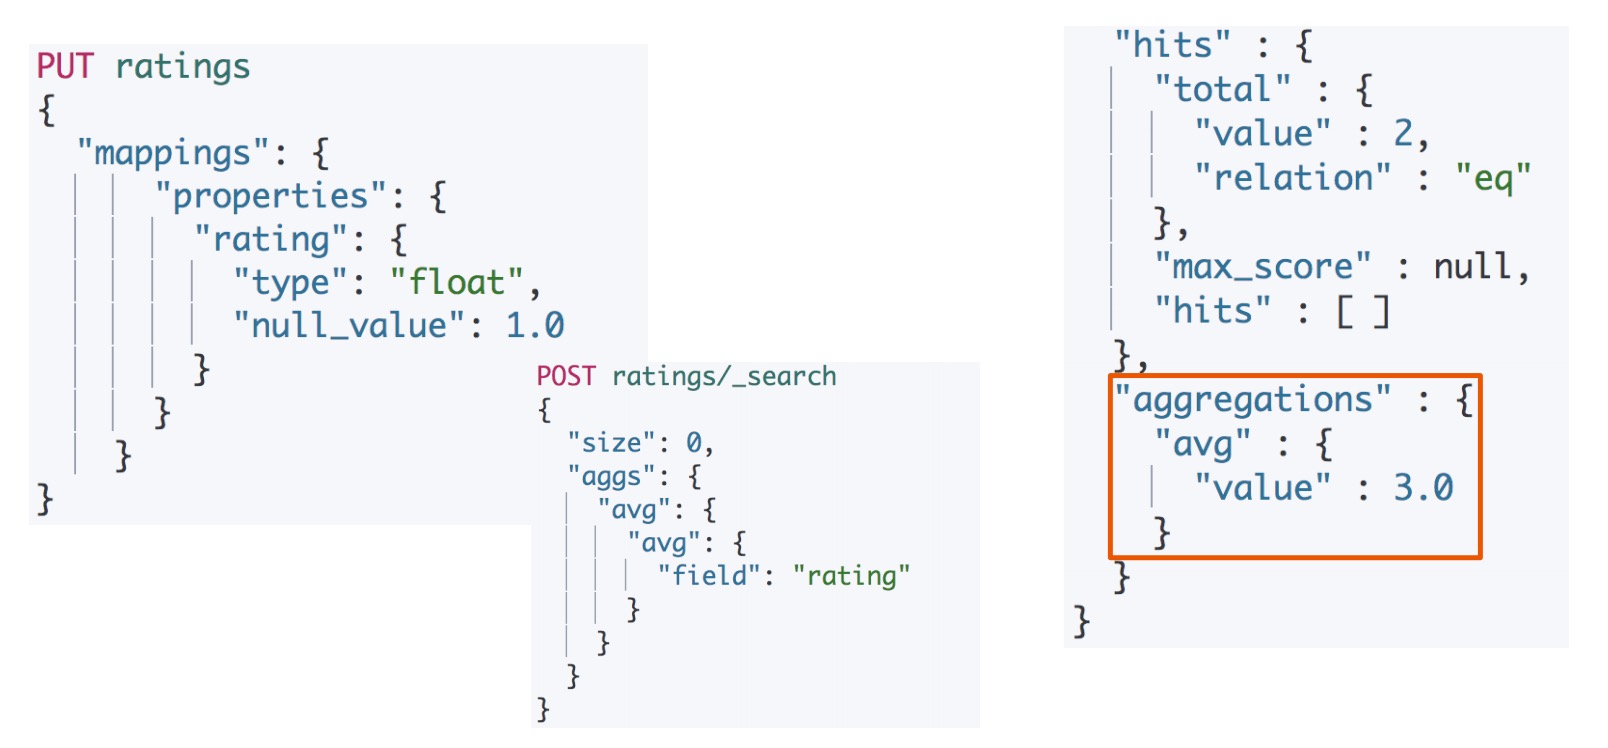 PUT ratings
{
  "mappings": {
      "properties": {
        "rating": {
          "type": "float",
          "null_value": 1.0
        }
      }
    }
}
POST ratings/_search
{
  "size": 0,
  "aggs": {
    "avg": {
      "avg": {
        "field": "rating"
      }
    }
  }
}
  "hits" : {
    "total" : {
      "value" : 2,
      "relation" : "eq"
    },
    "max_score" : null,
    "hits" : [ ]
  },
  "aggregations" : {
    "avg" : {
      "value" : 3.0
    }
  }
}